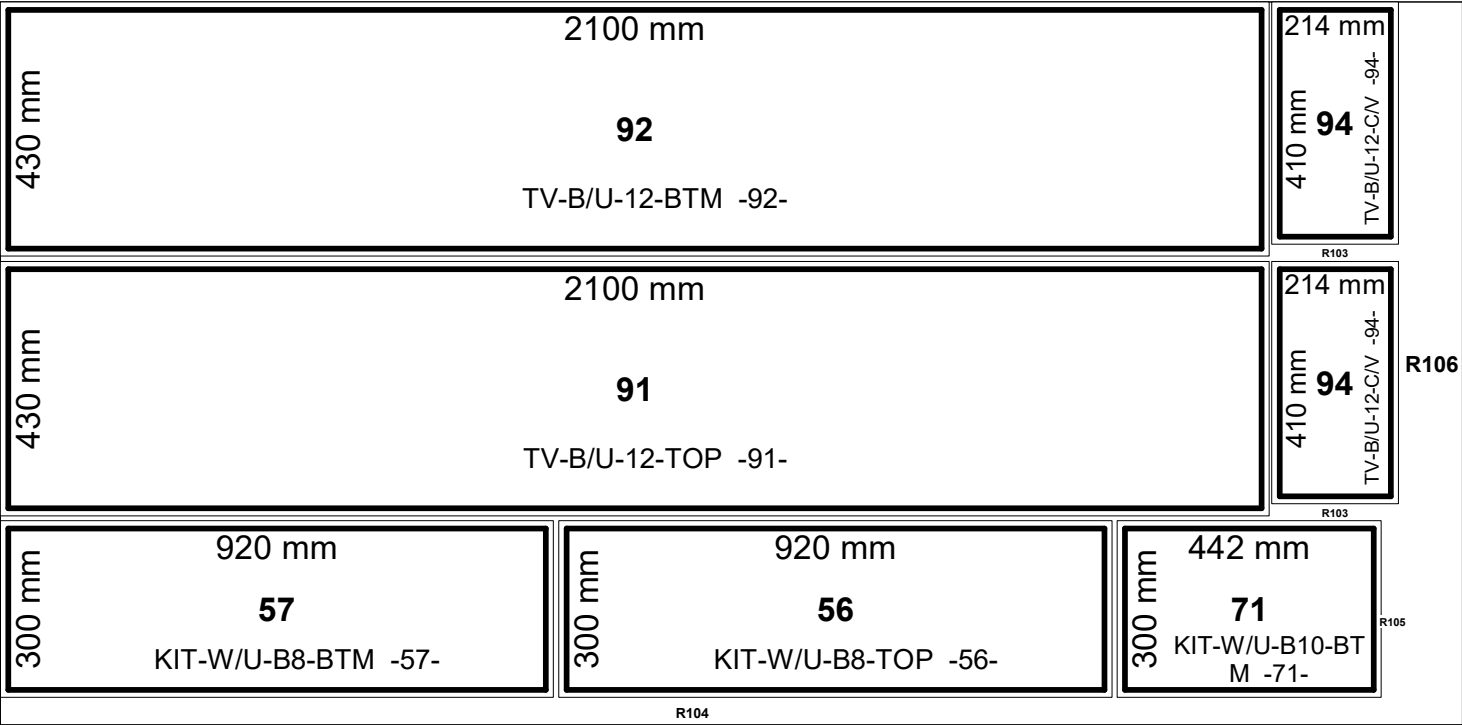 2100 mm
430 mm
92
TV-B/U-12-BTM -92-
214 mm
410 mm
94
TV-B/U-12-C/V -94-
R103
2100 mm
430 mm
91
TV-B/U-12-TOP -91-
214 mm
410 mm
94
TV-B/U-12-C/V -94-
R103
R106
920 mm
300 mm
57
KIT-W/U-B8-BTM -57-
920 mm
300 mm
56
KIT-W/U-B8-TOP -56-
442 mm
300 mm
71
KIT-W/U-B10-BT
M -71-
R105
R104